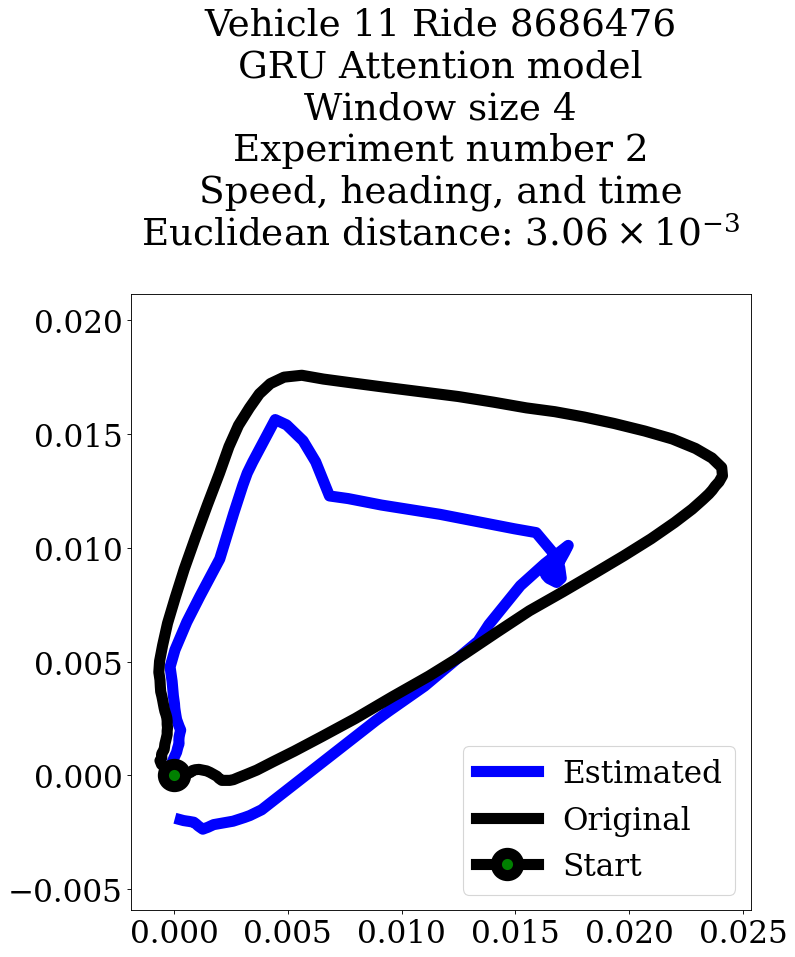 Vehicle 11 Ride 8686476
GRU Attention model
Window size 4
Experiment number 2
Speed, heading, and time
Euclidean distance: 3.06 × 10⁻³
0.020
0.015
0.010
0.005
0.000
−0.005
Estimated
Original
Start
0.000 0.005 0.010 0.015 0.020 0.025